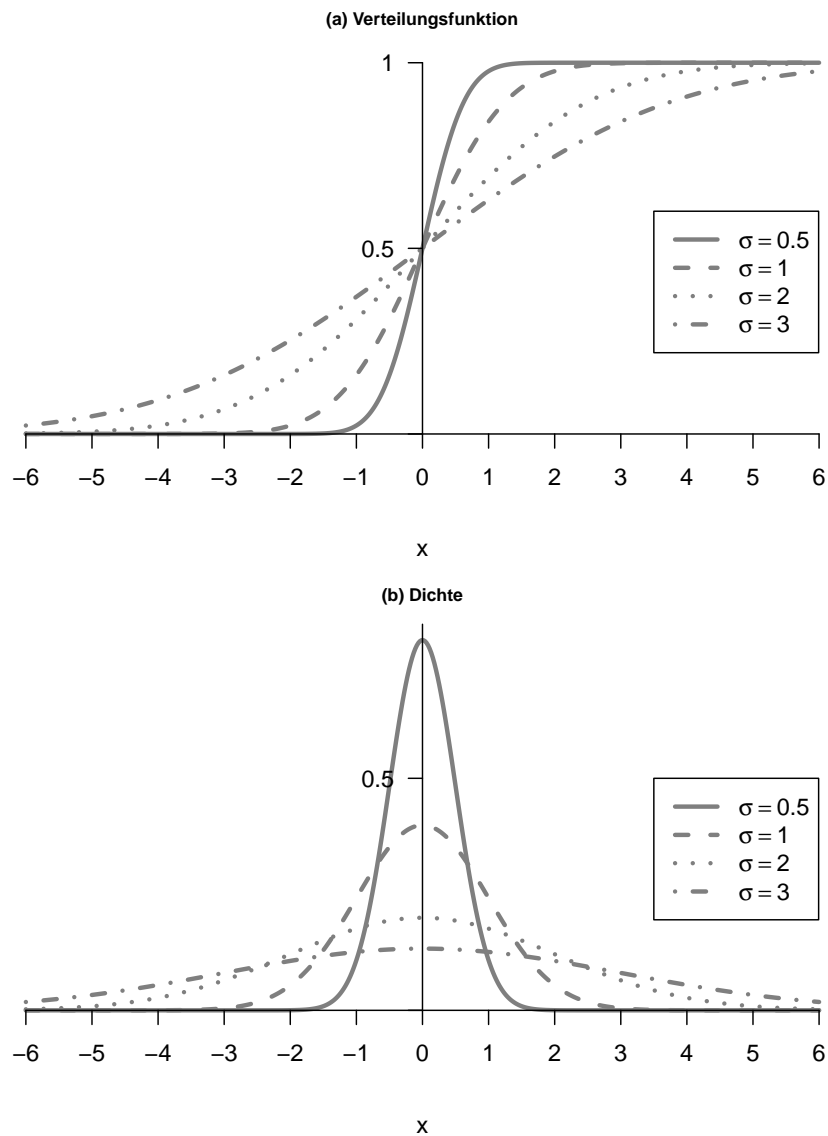 (a) Verteilungsfunktion
1
0.5
σ = 0.5
σ = 1
σ = 2
σ = 3
−6 −5 −4 −3 −2 −1 0 1 2 3 4 5 6
x
(b) Dichte
0.5
σ = 0.5
σ = 1
σ = 2
σ = 3
−6 −5 −4 −3 −2 −1 0 1 2 3 4 5 6
x